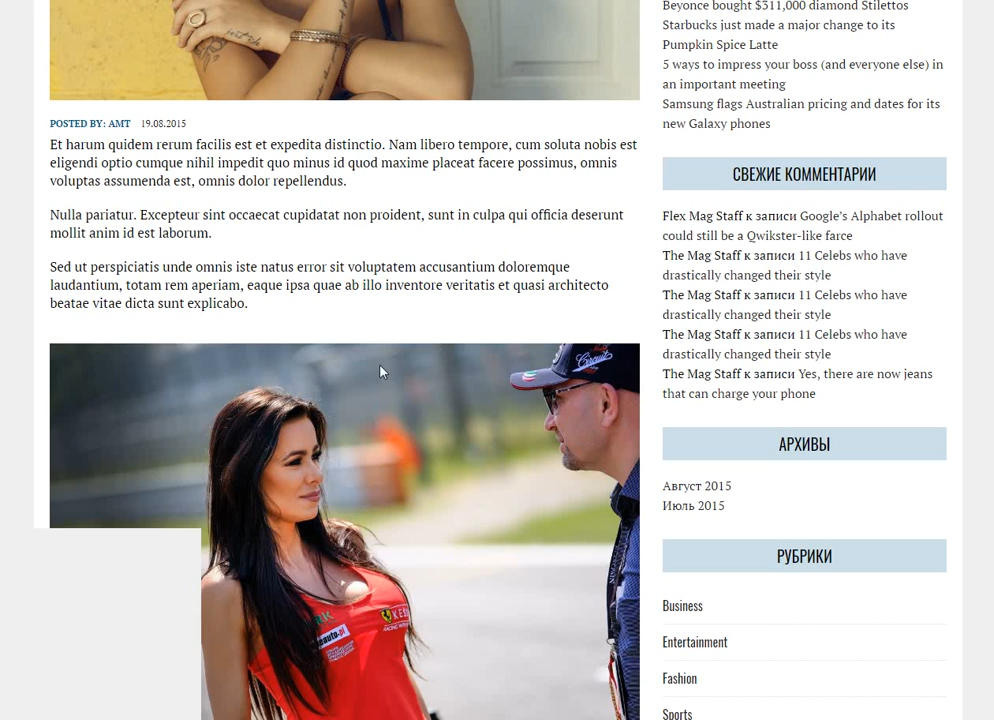 POSTED BY: AMT 19.08.2015
Et harum quidem rerum facilis est et expedita distinctio. Nam libero tempore, cum soluta nobis est
eligendi optio cumque nihil impedit quo minus id quod maxime placeat facere possimus, omnis
voluptas assumenda est, omnis dolor repellendus.
Nulla pariatur. Excepteur sint occaecat cupidatat non proident, sunt in culpa qui officia deserunt
mollit anim id est laborum.
Sed ut perspiciatis unde omnis iste natus error sit voluptatem accusantium doloremque
laudantium, totam rem aperiam, eaque ipsa quae ab illo inventore veritatis et quasi architecto
beatae vitae dicta sunt explicabo.
Circuit
Beyonce bought $311,000 diamond Stilettos
Starbucks just made a major change to its
Pumpkin Spice Latte
5 ways to impress your boss (and everyone else) in
an important meeting
Samsung flags Australian pricing and dates for its
new Galaxy phones
СВЕЖИЕ КОММЕНТАРИИ
Flex Mag Staff к записи Google's Alphabet rollout
could still be a Qwikster-like farce
The Mag Staff к записи 11 Celebs who have
drastically changed their style
The Mag Staff к записи 11 Celebs who have
drastically changed their style
The Mag Staff к записи 11 Celebs who have
drastically changed their style
The Mag Staff к записи Yes, there are now jeans
that can charge your phone
АРХИВЫ
Август 2015
Июль 2015
РУБРИКИ
Business
Entertainment
Fashion
Sports